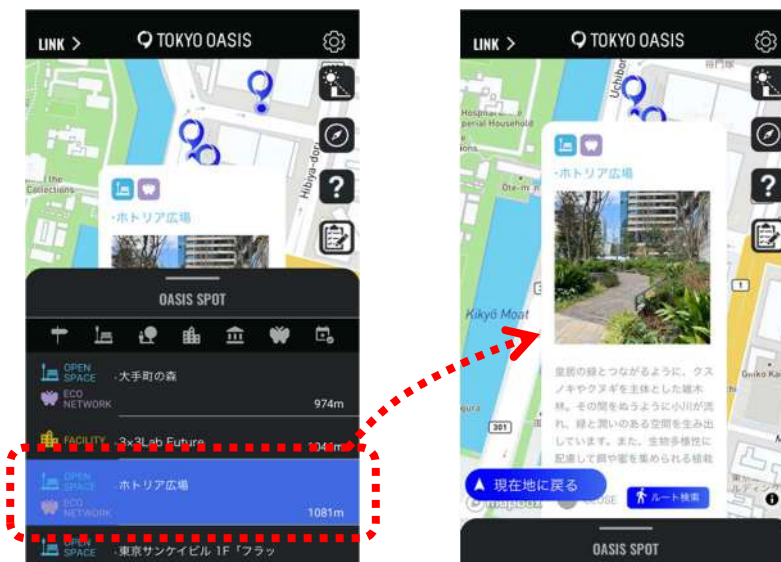 LINK >
TOKYO OASIS
l the
Collections
Hibiya-dori
・ホトリア広場
OASIS SPOT
OPEN
SPACE
ECO
NETWORK
・大手町の森
974m
FACILITY
・3×3Lab Future
OPEN
SPACE
ECO
NETWORK
・ホトリア広場
1081m
OPEN
SPACE
・東京サンケイビル 1F「フラッ
LINK >
TOKYO OASIS
Uchibor
Hospital
perial Household
Ote-m
Kikyō Moat
301
1
・ホトリア広場
皇居の緑とつながるように、クス
ノキやクヌギを主体とした雑木
林。その間をぬうように小川が流
れ、緑と潤いのある空間を生み出
しています。また、生物多様性に
配慮して餌や蜜を集められる植栽
現在地に戻る
CLOSE
ルート検索
OASIS SPOT